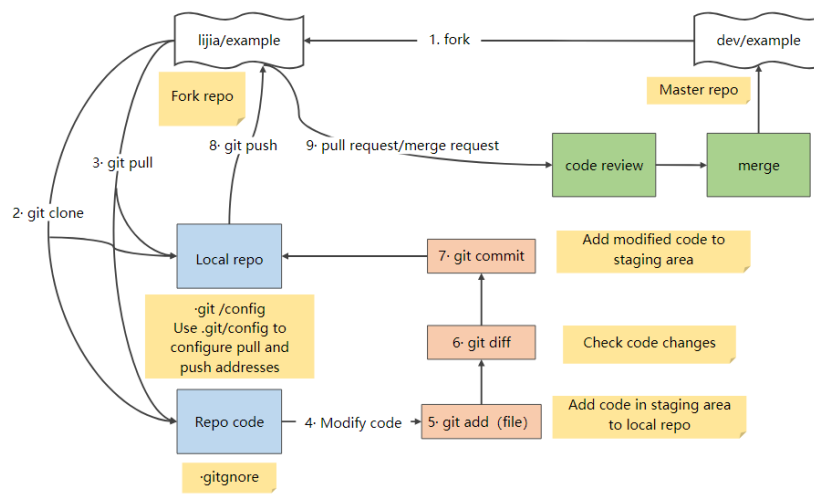 lijia/example
1. fork
dev/example
Fork repo
Master repo
8· git push
9· pull request/merge request
3· git pull
code review
merge
2· git clone
Local repo
7· git commit
Add modified code to
staging area
·git /config
Use .git/config to
configure pull and
push addresses
6· git diff
Check code changes
Repo code
4· Modify code
5· git add（file）
Add code in staging area
to local repo
·gitgnore